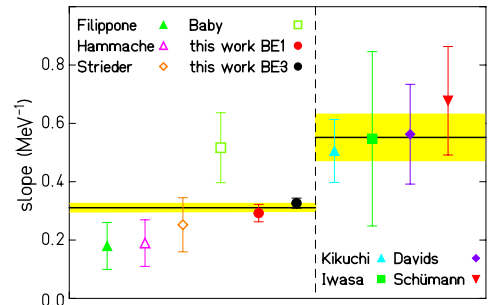 Filippone Baby
Hammache this work BE1
Strieder this work BE3
0.8
0.6
0.4
0.2
0.0
slope (MeV⁻¹)
Kikuchi Davids
Iwasa Schümann